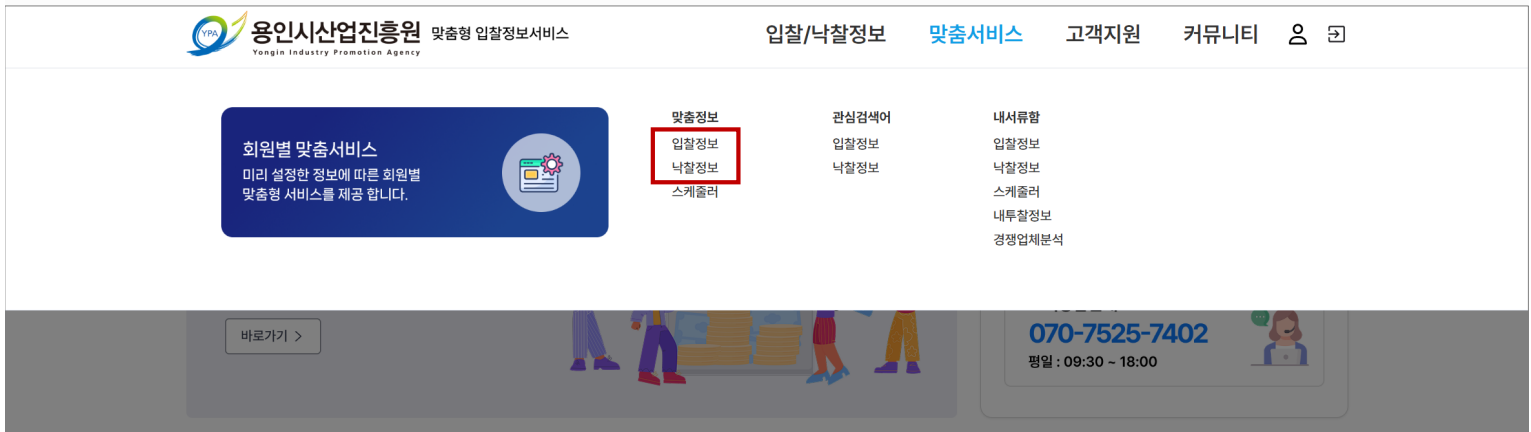 YPA 용인시산업진흥원 맞춤형 입찰정보서비스
Yongin Industry Promotion Agency
입찰/낙찰정보 맞춤서비스 고객지원 커뮤니티
회원별 맞춤서비스
미리 설정한 정보에 따른 회원별
맞춤형 서비스를 제공 합니다.
맞춤정보
입찰정보
낙찰정보
스케줄러
관심검색어
입찰정보
낙찰정보
내서류함
입찰정보
낙찰정보
스케줄러
내투찰정보
경쟁업체분석
바로가기 >
070-7525-7402
평일 : 09:30 ~ 18:00